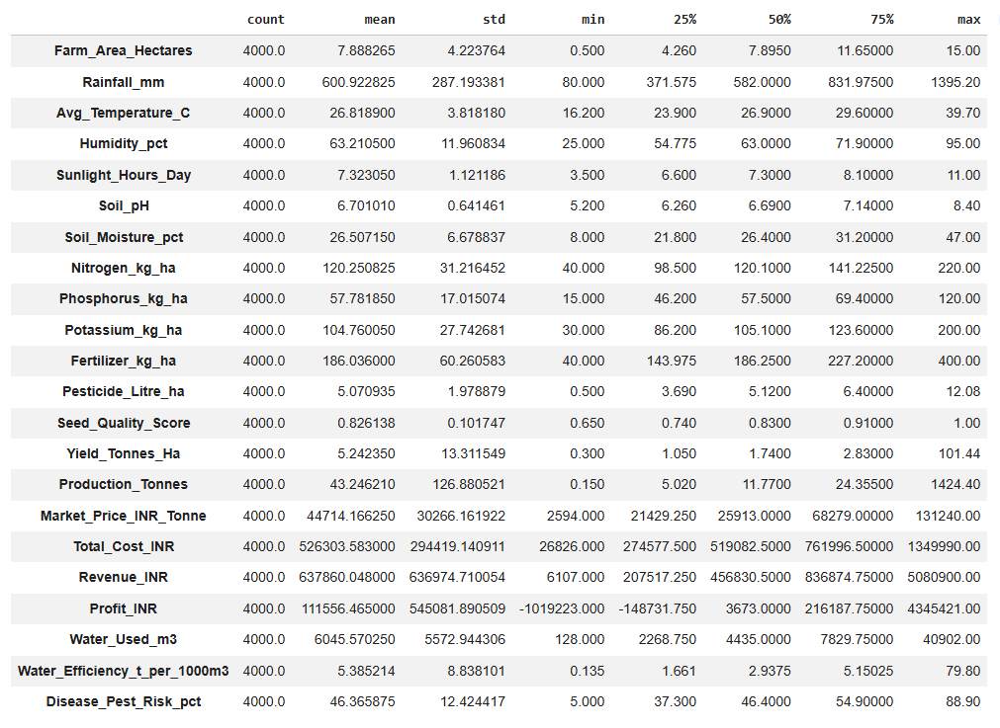 count mean std min 25% 50% 75% max
Farm_Area_Hectares 4000.0 7.888265 4.223764 0.500 4.260 7.8950 11.65000 15.00
Rainfall_mm 4000.0 600.922825 287.193381 80.000 371.575 582.0000 831.97500 1395.20
Avg_Temperature_C 4000.0 26.818900 3.818180 16.200 23.900 26.9000 29.60000 39.70
Humidity_pct 4000.0 63.210500 11.960834 25.000 54.775 63.0000 71.90000 95.00
Sunlight_Hours_Day 4000.0 7.323050 1.121186 3.500 6.600 7.3000 8.10000 11.00
Soil_pH 4000.0 6.701010 0.641461 5.200 6.260 6.6900 7.14000 8.40
Soil_Moisture_pct 4000.0 26.507150 6.678837 8.000 21.800 26.4000 31.20000 47.00
Nitrogen_kg_ha 4000.0 120.250825 31.216452 40.000 98.500 120.1000 141.22500 220.00
Phosphorus_kg_ha 4000.0 57.781850 17.015074 15.000 46.200 57.5000 69.40000 120.00
Potassium_kg_ha 4000.0 104.760050 27.742681 30.000 86.200 105.1000 123.60000 200.00
Fertilizer_kg_ha 4000.0 186.036000 60.260583 40.000 143.975 186.2500 227.20000 400.00
Pesticide_Litre_ha 4000.0 5.070935 1.978879 0.500 3.690 5.1200 6.40000 12.08
Seed_Quality_Score 4000.0 0.826138 0.101747 0.650 0.740 0.8300 0.91000 1.00
Yield_Tonnes_Ha 4000.0 5.242350 13.311549 0.300 1.050 1.7400 2.83000 101.44
Production_Tonnes 4000.0 43.246210 126.880521 0.150 5.020 11.7700 24.35500 1424.40
Market_Price_INR_Tonne 4000.0 44714.166250 30266.161922 2594.000 21429.250 25913.0000 68279.00000 131240.00
Total_Cost_INR 4000.0 526303.583000 294419.140911 26826.000 274577.500 519082.5000 761996.50000 1349990.00
Revenue_INR 4000.0 637860.048000 636974.710054 6107.000 207517.250 456830.5000 836874.75000 5080900.00
Profit_INR 4000.0 111556.465000 545081.890509 -1019223.000 -148731.750 3673.0000 216187.75000 4345421.00
Water_Used_m3 4000.0 6045.570250 5572.944306 128.000 2268.750 4435.0000 7829.75000 40902.00
Water_Efficiency_t_per_1000m3 4000.0 5.385214 8.838101 0.135 1.661 2.9375 5.15025 79.80
Disease_Pest_Risk_pct 4000.0 46.365875 12.424417 5.000 37.300 46.4000 54.90000 88.90